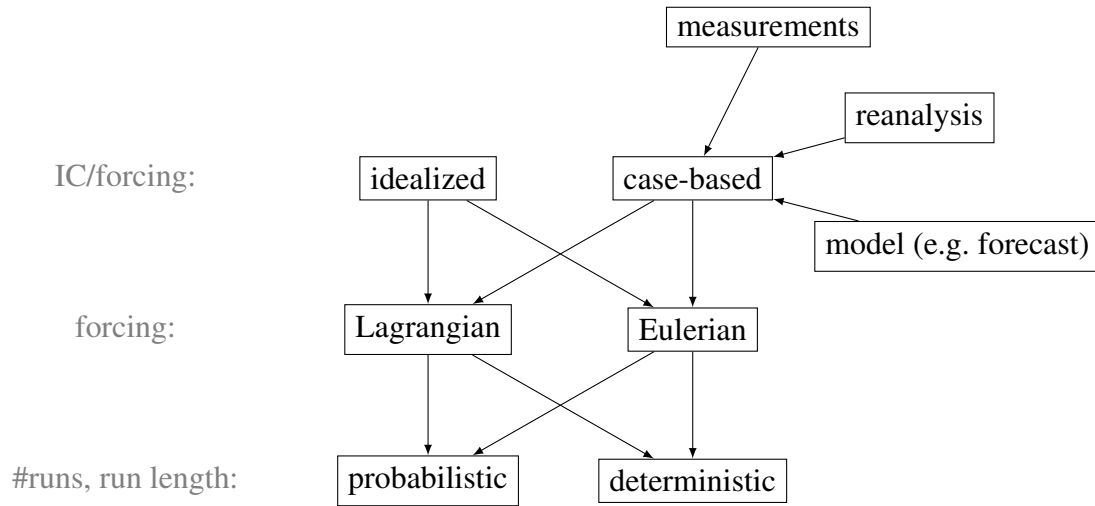 measurements
reanalysis
IC/forcing:
idealized
case-based
model (e.g. forecast)
forcing:
Lagrangian
Eulerian
#runs, run length:
probabilistic
deterministic